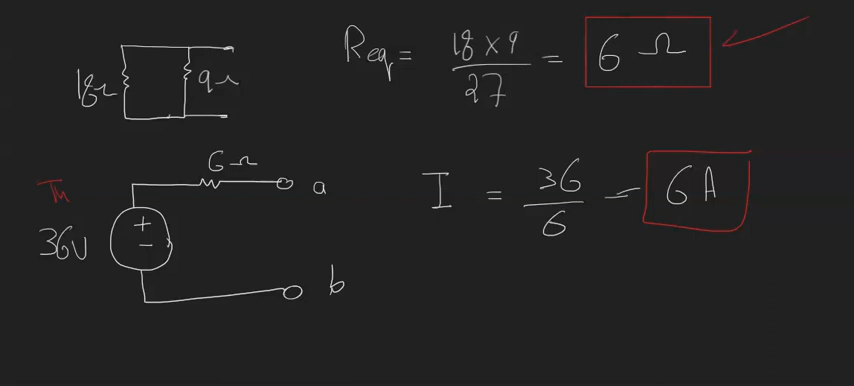 18Ω
9Ω
Req = 18 × 9 / 27 = 6 Ω
Th
36V
+
-
6Ω
a
b
I = 36 / 6 = 6 A